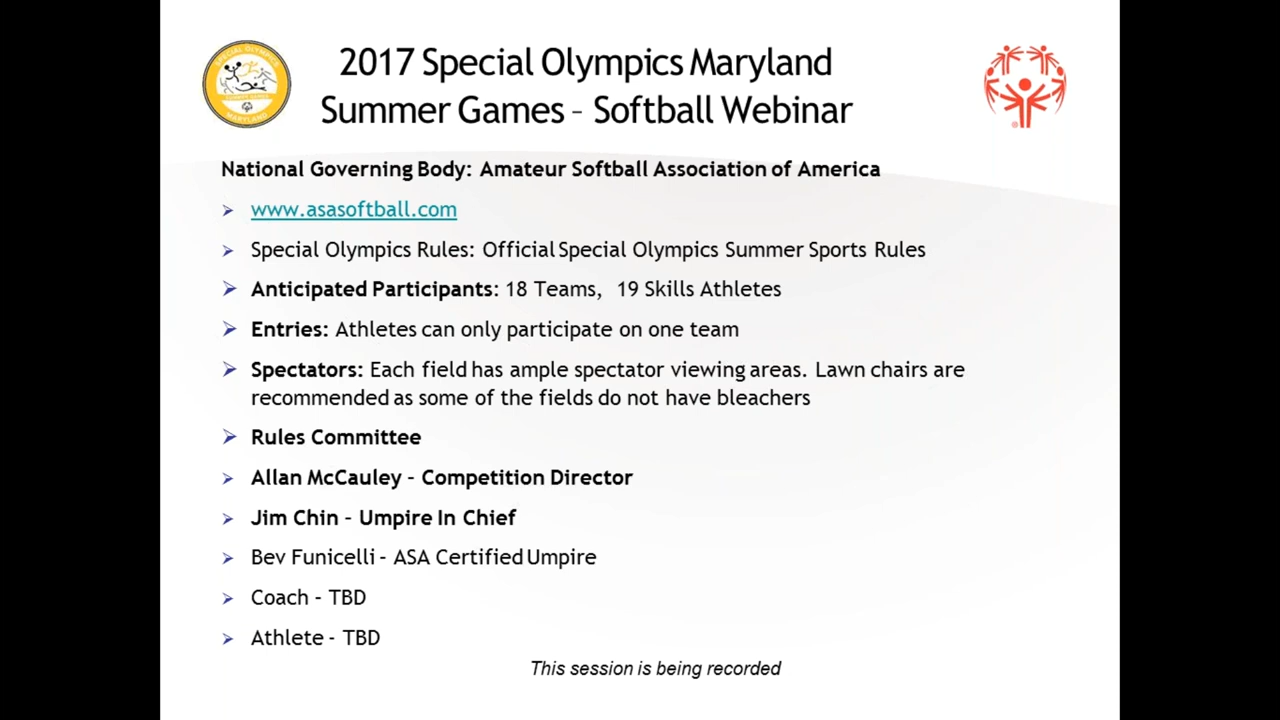 2017 Special Olympics Maryland
Summer Games – Softball Webinar
National Governing Body: Amateur Softball Association of America
www.asasoftball.com
Special Olympics Rules: Official Special Olympics Summer Sports Rules
Anticipated Participants: 18 Teams, 19 Skills Athletes
Entries: Athletes can only participate on one team
Spectators: Each field has ample spectator viewing areas. Lawn chairs are
recommended as some of the fields do not have bleachers
Rules Committee
Allan McCauley – Competition Director
Jim Chin – Umpire In Chief
Bev Funicelli – ASA Certified Umpire
Coach – TBD
Athlete - TBD
This session is being recorded